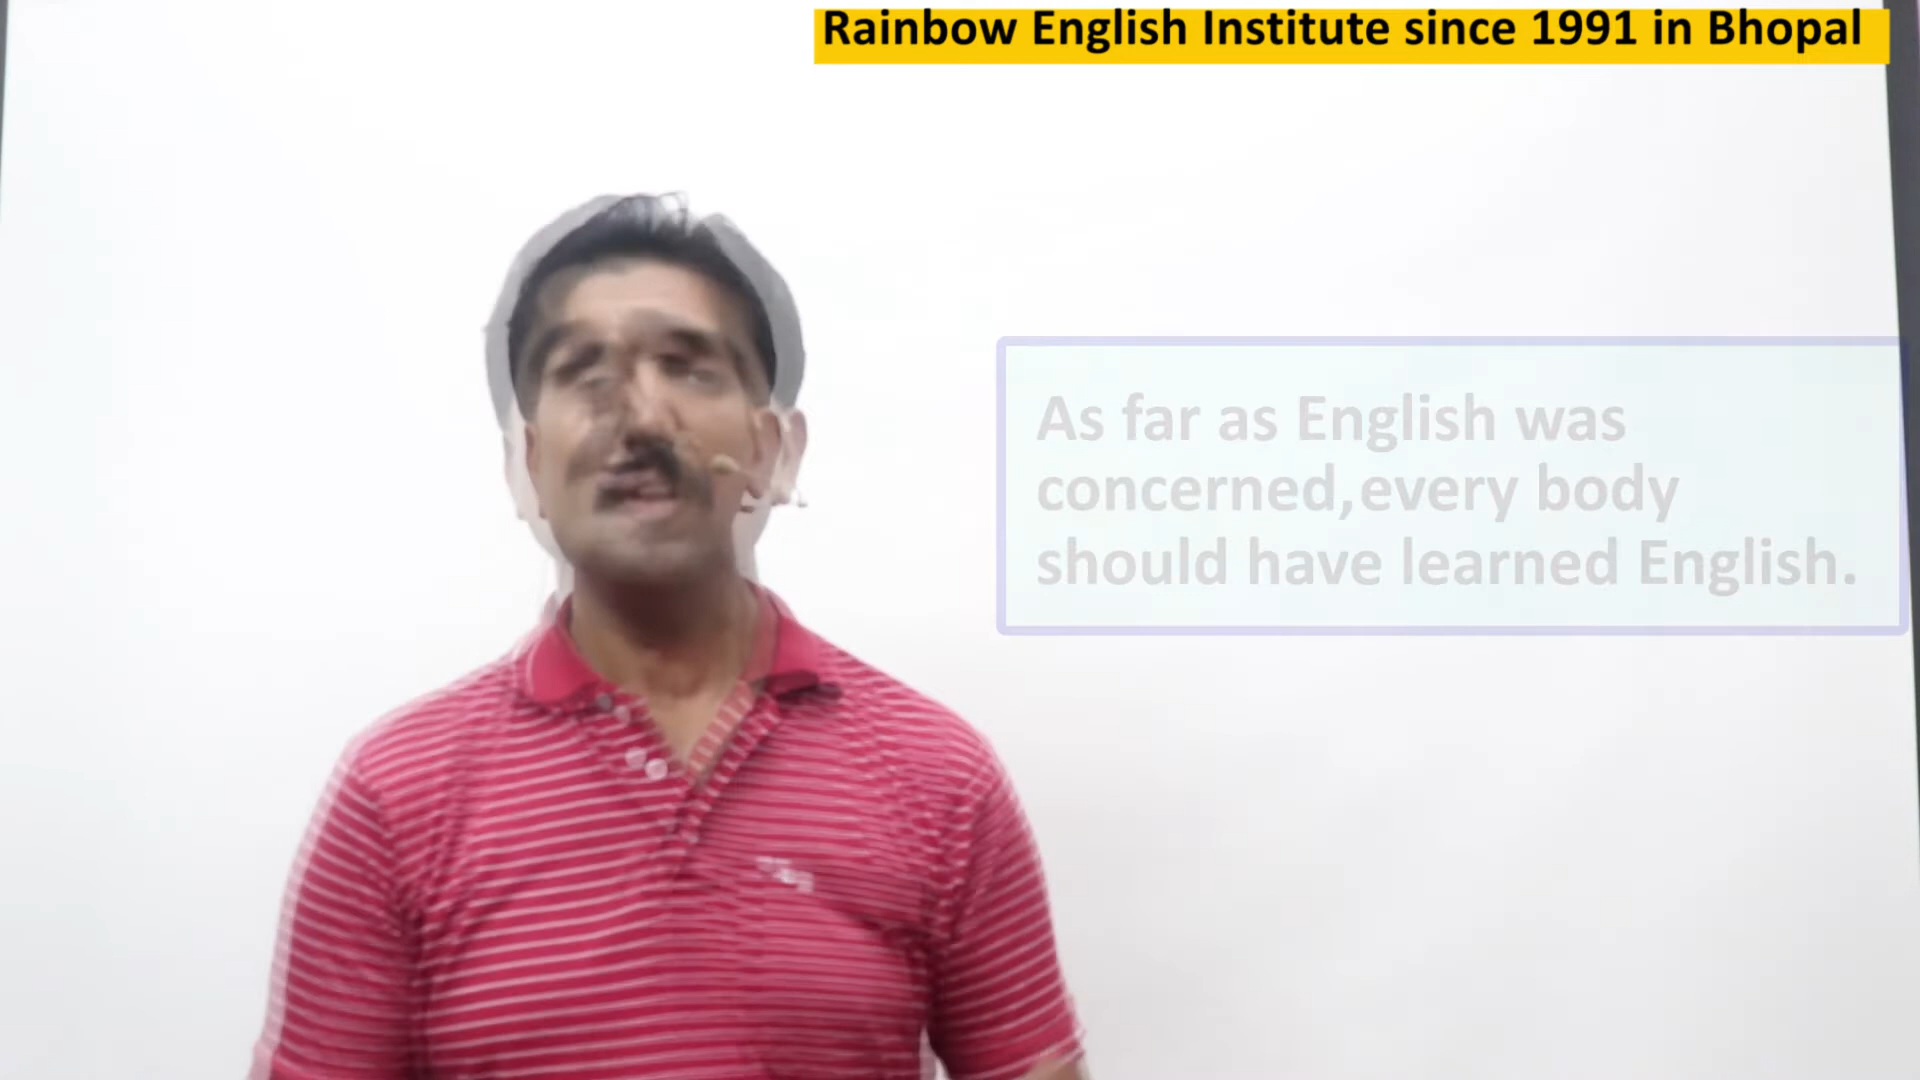 Rainbow English Institute since 1991 in Bhopal
As far as English was
concerned,every body
should have learned English.